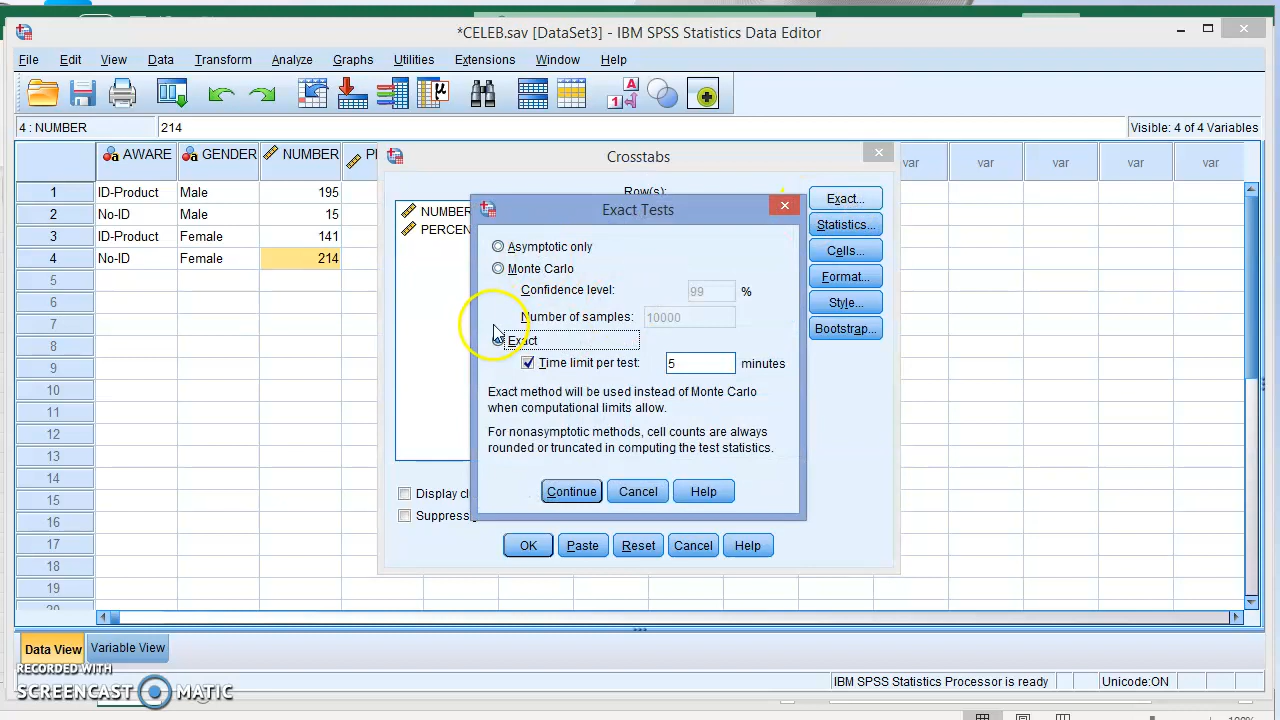 *CELEB.sav [DataSet3] - IBM SPSS Statistics Data Editor
File Edit View Data Transform Analyze Graphs Utilities Extensions Window Help
4 : NUMBER 214 Visible: 4 of 4 Variables
AWARE GENDER NUMBER var var var var
1 ID-Product Male 195
2 No-ID Male 15
3 ID-Product Female 141
4 No-ID Female 214
5
6
7
8
9
10
11
12
13
14
15
16
17
18
19
20
Crosstabs
Row(s):
NUMBER
PERCEN
Exact...
Statistics...
Cells...
Format...
Style...
Bootstrap...
Exact Tests
Asymptotic only
Monte Carlo
Confidence level: 99 %
Number of samples: 10000
Exact
Time limit per test: 5 minutes
Exact method will be used instead of Monte Carlo
when computational limits allow.
For nonasymptotic methods, cell counts are always
rounded or truncated in computing the test statistics.
Continue Cancel Help
Display cl
Suppress
OK Paste Reset Cancel Help
Data View Variable View
IBM SPSS Statistics Processor is ready Unicode:ON
RECORDED WITH
SCREENCAST MATIC
100%